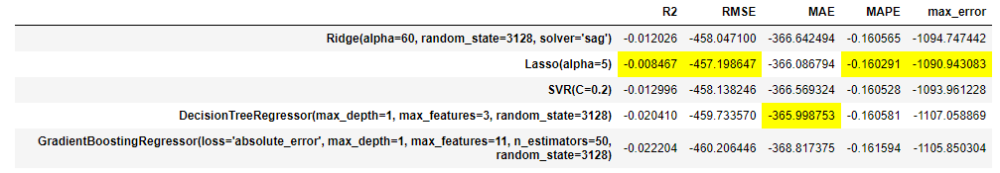 R2 RMSE MAE MAPE max_error
Ridge(alpha=60, random_state=3128, solver='sag') -0.012026 -458.047100 -366.642494 -0.160565 -1094.747442
Lasso(alpha=5) -0.008467 -457.198647 -366.086794 -0.160291 -1090.943083
SVR(C=0.2) -0.012996 -458.138246 -366.569324 -0.160528 -1093.961228
DecisionTreeRegressor(max_depth=1, max_features=3, random_state=3128) -0.020410 -459.733570 -365.998753 -0.160581 -1107.058869
GradientBoostingRegressor(loss='absolute_error', max_depth=1, max_features=11, n_estimators=50,
random_state=3128) -0.022204 -460.206446 -368.817375 -0.161594 -1105.850304